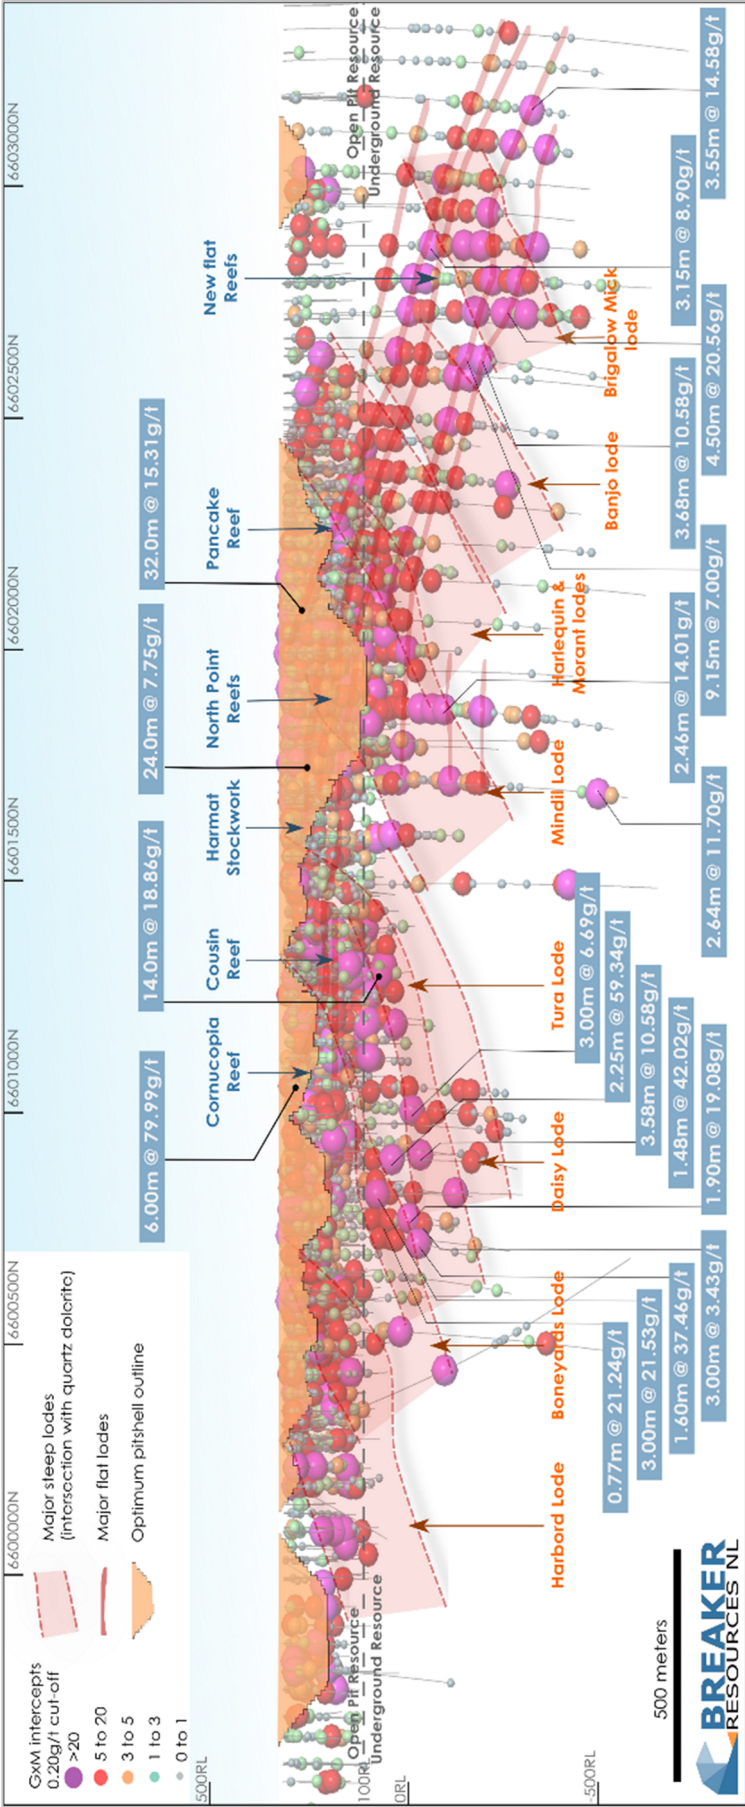 6600000N
6600500N
6601000N
6601500N
6602000N
6602500N
6603000N
GxM intercepts
0.20g/t cut-off
>20
5 to 20
3 to 5
1 to 3
0 to 1
Major steep lodes
(intersection with quartz dolerite)
Major flat lodes
Optimum pitshell outline
6.00m @ 79.99g/t
14.0m @ 18.86g/t
24.0m @ 7.75g/t
32.0m @ 15.31g/t
Cornucopia
Reef
Cousin
Reef
Harmat
Stockwork
North Point
Reefs
Pancake
Reef
New flat
Reefs
500RL
100RL
0RL
-500RL
Open Pit Resource
Underground Resource
Open Pit Resource
Underground Resource
Harbord Lode
Boneyards Lode
Daisy Lode
Tura Lode
Mindil Lode
Harlequin &
Morant lodes
Banjo lode
Brigalow Mick
lode
0.77m @ 21.24g/t
3.00m @ 21.53g/t
1.60m @ 37.46g/t
3.00m @ 3.43g/t
3.00m @ 6.69g/t
2.25m @ 59.34g/t
3.58m @ 10.58g/t
1.48m @ 42.02g/t
1.90m @ 19.08g/t
2.64m @ 11.70g/t
2.46m @ 14.01g/t
9.15m @ 7.00g/t
3.68m @ 10.58g/t
4.50m @ 20.56g/t
3.15m @ 8.90g/t
3.55m @ 14.58g/t
500 meters
BREAKER
RESOURCES NL